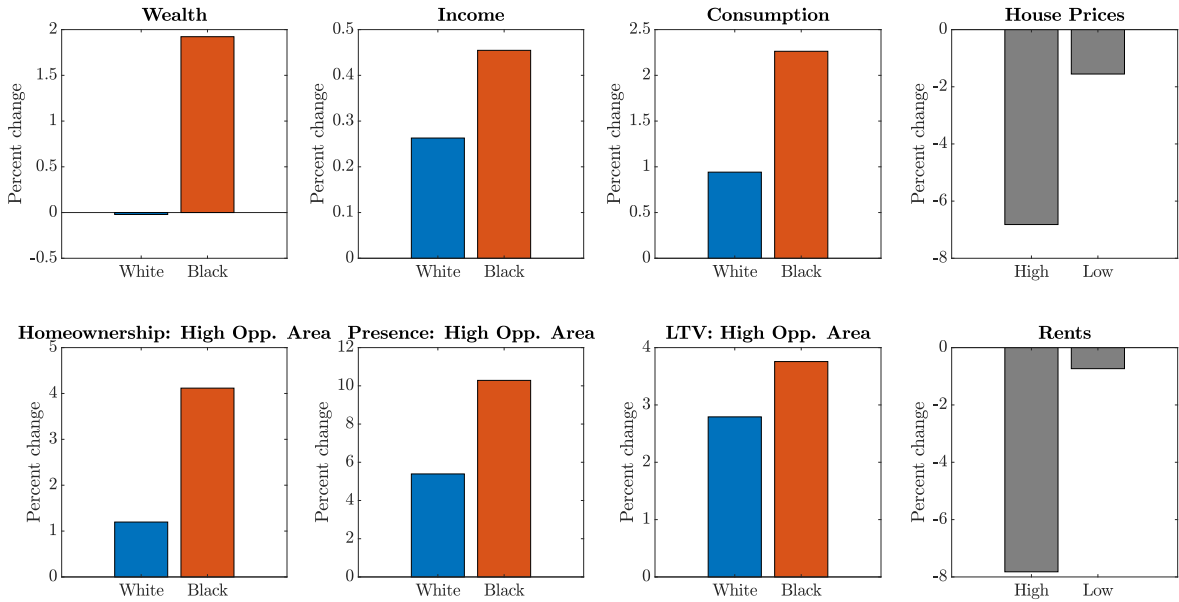 Wealth
Percent change
2
1.5
1
0.5
0
-0.5
White Black
Income
Percent change
0.5
0.4
0.3
0.2
0.1
0
White Black
Consumption
Percent change
2.5
2
1.5
1
0.5
0
White Black
House Prices
Percent change
0
-2
-4
-6
-8
High Low
Homeownership: High Opp. Area
Percent change
5
4
3
2
1
0
White Black
Presence: High Opp. Area
Percent change
12
10
8
6
4
2
0
White Black
LTV: High Opp. Area
Percent change
4
3
2
1
0
White Black
Rents
Percent change
0
-2
-4
-6
-8
High Low